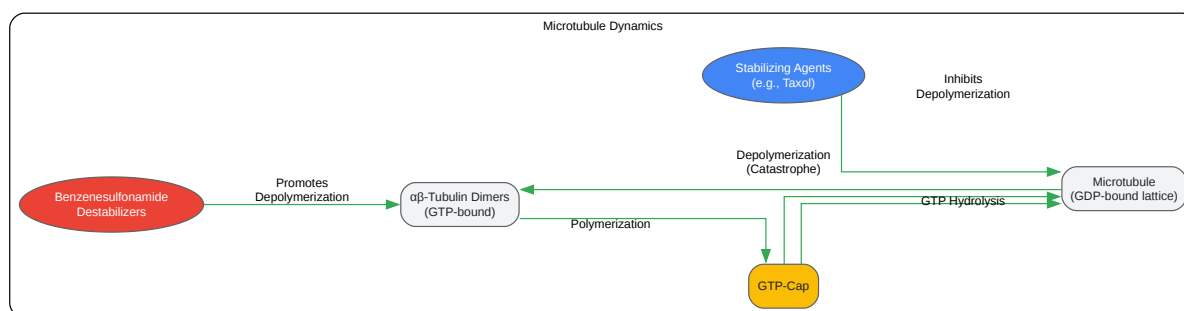 Microtubule Dynamics
Stabilizing Agents
(e.g., Taxol)
Inhibits
Depolymerization
Depolymerization
(Catastrophe)
Promotes
Depolymerization
Benzenesulfonamide
Destabilizers
αβ-Tubulin Dimers
(GTP-bound)
Microtubule
(GDP-bound lattice)
GTP Hydrolysis
Polymerization
GTP-Cap